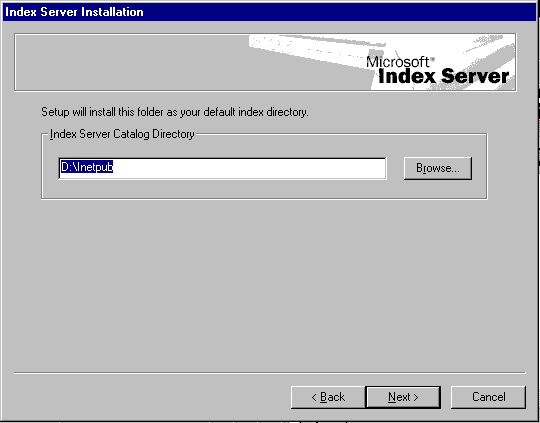 Index Server Installation
Microsoft®
Index Server
Setup will install this folder as your default index directory.
Index Server Catalog Directory
D:\Inetpub
Browse...
< Back
Next >
Cancel